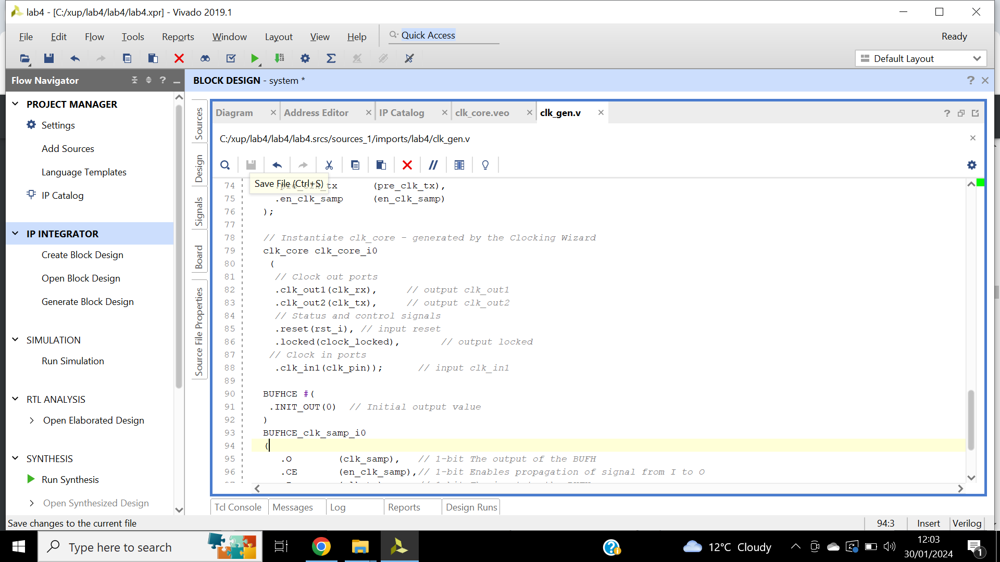 lab4 - [C:/xup/lab4/lab4/lab4.xpr] - Vivado 2019.1
File Edit Flow Tools Reports Window Layout View Help Quick Access Ready
Default Layout
Flow Navigator
BLOCK DESIGN - system *
PROJECT MANAGER
Settings
Add Sources
Language Templates
IP Catalog
IP INTEGRATOR
Create Block Design
Open Block Design
Generate Block Design
SIMULATION
Run Simulation
RTL ANALYSIS
Open Elaborated Design
SYNTHESIS
Run Synthesis
Open Synthesized Design
Sources
Design
Signals
Board
Source File Properties
Diagram Address Editor IP Catalog clk_core.veo clk_gen.v
C:/xup/lab4/lab4/lab4.srcs/sources_1/imports/lab4/clk_gen.v
Save File (Ctrl+S)
74 .pre_clk_tx (pre_clk_tx),
75 .en_clk_samp (en_clk_samp)
76 );
77
78 // Instantiate clk_core - generated by the Clocking Wizard
79 clk_core clk_core_i0
80 (
81 // Clock out ports
82 .clk_out1(clk_rx), // output clk_out1
83 .clk_out2(clk_tx), // output clk_out2
84 // Status and control signals
85 .reset(rst_i), // input reset
86 .locked(clock_locked), // output locked
87 // Clock in ports
88 .clk_in1(clk_pin)); // input clk_in1
89
90 BUFHCE #(
91 .INIT_OUT(0) // Initial output value
92 )
93 BUFHCE_clk_samp_i0
94 (
95 .O (clk_samp), // 1-bit The output of the BUFH
96 .CE (en_clk_samp),// 1-bit Enables propagation of signal from I to O
Tcl Console Messages Log Reports Design Runs
Save changes to the current file
94:3 Insert Verilog
Type here to search
12°C Cloudy
12:03
30/01/2024
1